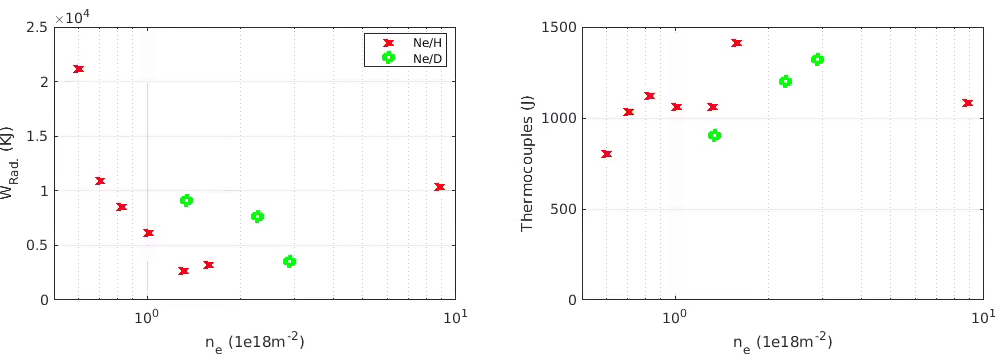 ×10⁴
2.5
2
1.5
1
0.5
0
W_Rad. (KJ)
10⁰
10¹
n_e (1e18m⁻²)
Ne/H
Ne/D
1500
1000
500
0
Thermocouples (J)
10⁰
10¹
n_e (1e18m⁻²)